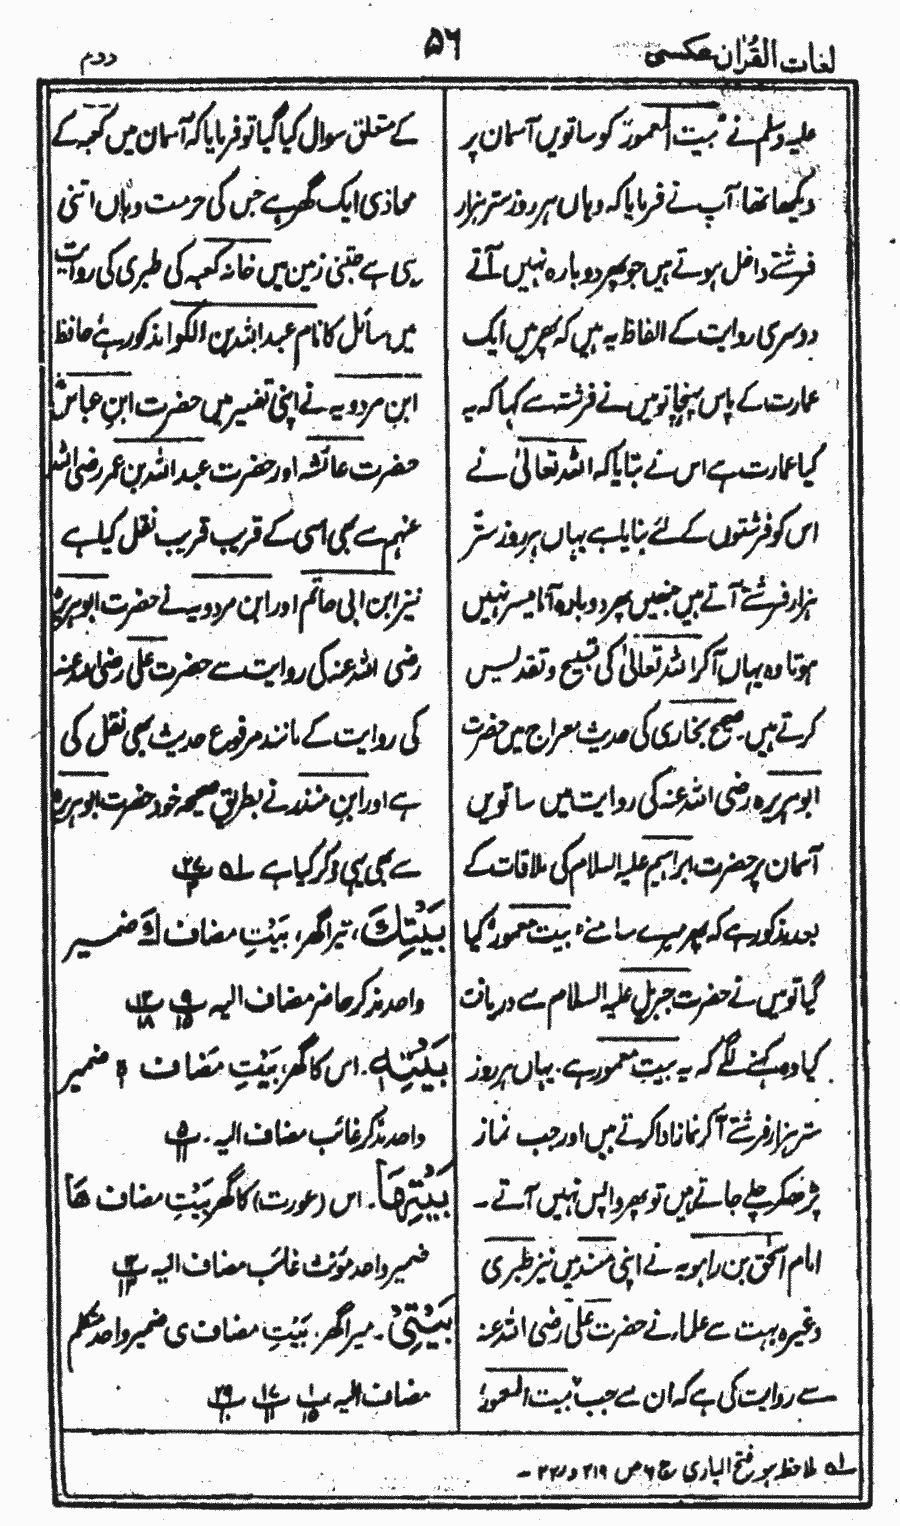 لغات القرآن عکسی
۵۶
دوم
علیہ وسلم نے "بیت المعمور" کو ساتویں آسمان پر
دیکھا تھا، آپ نے فرمایا کہ وہاں ہر روز ستر ہزار
فرشتے داخل ہوتے ہیں جو پھر دوبارہ نہیں آتے
دوسری روایت کے الفاظ یہ ہیں کہ پھر میں ایک
عمارت کے پاس پہنچا تو میں نے فرشتہ سے کہا کہ یہ
کیا عمارت ہے اس نے بتایا کہ اللہ تعالیٰ نے
اس کو فرشتوں کے لئے بنایا ہے یہاں ہر روز ستّر
ہزار فرشتے آتے ہیں جنہیں پھر دوبارہ آنا میسر نہیں
ہوتا وہ یہاں آکر اللہ تعالیٰ کی تسبیح و تقدیس
کرتے ہیں۔ صحیح بخاری کی حدیث معراج میں حضرت
ابوہریرہ رضی اللہ عنہ کی روایت میں ساتویں
آسمان پر حضرت ابراہیم علیہ السلام کی ملاقات کے
بعد مذکور ہے کہ پھر میرے سامنے "بیت معمور" کیا
گیا تو میں نے حضرت جبریل علیہ السلام سے دریافت
کیا وہ کہنے لگے کہ یہ بیت معمور ہے۔ یہاں ہر روز
ستر ہزار فرشتے آ کر نماز ادا کرتے ہیں اور جب نماز
پڑھ کر چلے جاتے ہیں تو پھر واپس نہیں آتے۔
امام اسحٰق بن راہویہ نے اپنی مسند میں نیز طبری
وغیرہ بہت سے علماء نے حضرت علی رضی اللہ عنہ
سے روایت کی ہے کہ ان سے جب "بیت المعمور"
کے متعلق سوال کیا گیا تو فرمایا کہ آسمان میں کعبہ کے
محاذی ایک گھر ہے جس کی حرمت وہاں اتنی
ہی ہے جتنی زمین میں خانہ کعبہ کی طبری کی روایت
میں سائل کا نام عبداللہ بن الکواء مذکور ہے حافظ
ابن مردویہ نے اپنی تفسیر میں حضرت ابن عباسؓ
حضرت عائشہ اور حضرت عبداللہ بن عمر رضی اللہ
عنہم سے بھی اسی کے قریب قریب نقل کیا ہے
نیز ابن ابی حاتم اور ابن مردویہ نے حضرت ابوہریرہ
رضی اللہ عنہ کی روایت سے حضرت علی رضی اللہ عنہ
کی روایت کے مانند مرفوع حدیث بھی نقل کی
ہے اور ابن مندر نے بطریق صحیحہ خود حضرت ابوہریرہ
سے بھی یہی ذکر کیا ہے ۱ھ
بَیْتِكَ، تیرا گھر، بَیْتِ مضاف كَ ضمیر
واحد مذکر حاضر مضاف الیہ
بَیْتِہٖ۔ اس کا گھر، بَیْتِ مَضاف ہٖ ضمیر
واحد مذکر غائب مضاف الیہ۔
بَیْتِهَا۔ اس (عورت) کا گھر بَیْتِ مضاف ھَا
ضمیر واحد مؤنث غائب مضاف الیہ
بَیْتِیَ۔ میرا گھر، بَیْتِ مضاف ی ضمیر واحد متکلم
مضاف الیہ
۱ھ ملاحظہ ہو فتح الباری ج ۶ ص ۲۱۹ و ۲۲۰۔